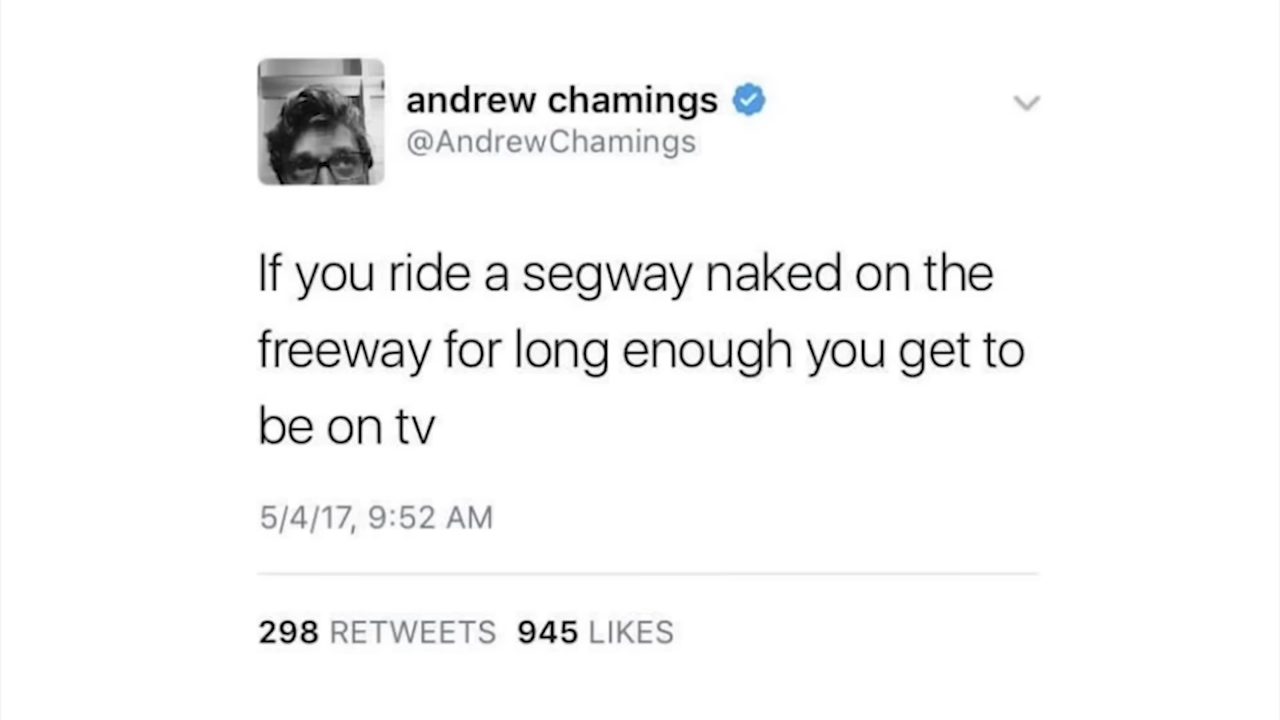 andrew chamings
@AndrewChamings
If you ride a segway naked on the
freeway for long enough you get to
be on tv
5/4/17, 9:52 AM
298 RETWEETS 945 LIKES